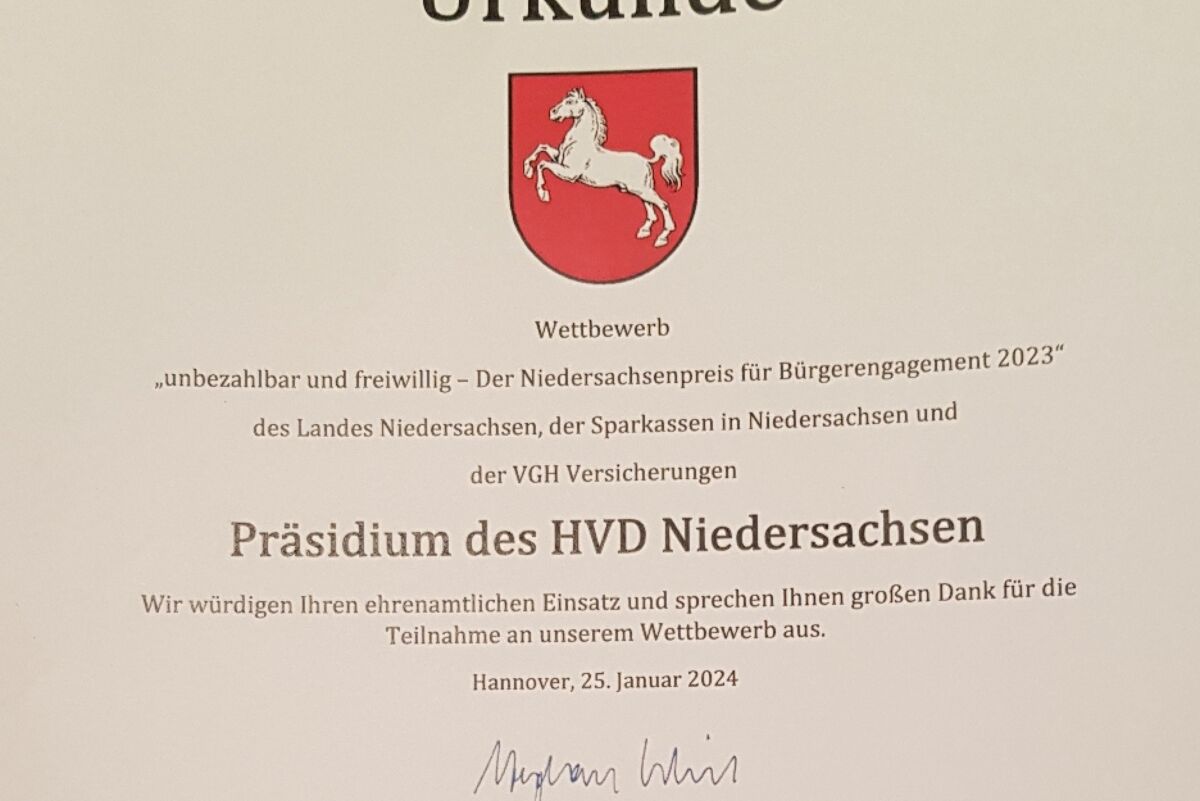 Urkunde
Wettbewerb
„unbezahlbar und freiwillig – Der Niedersachsenpreis für Bürgerengagement 2023“
des Landes Niedersachsen, der Sparkassen in Niedersachsen und
der VGH Versicherungen
Präsidium des HVD Niedersachsen
Wir würdigen Ihren ehrenamtlichen Einsatz und sprechen Ihnen großen Dank für die
Teilnahme an unserem Wettbewerb aus.
Hannover, 25. Januar 2024